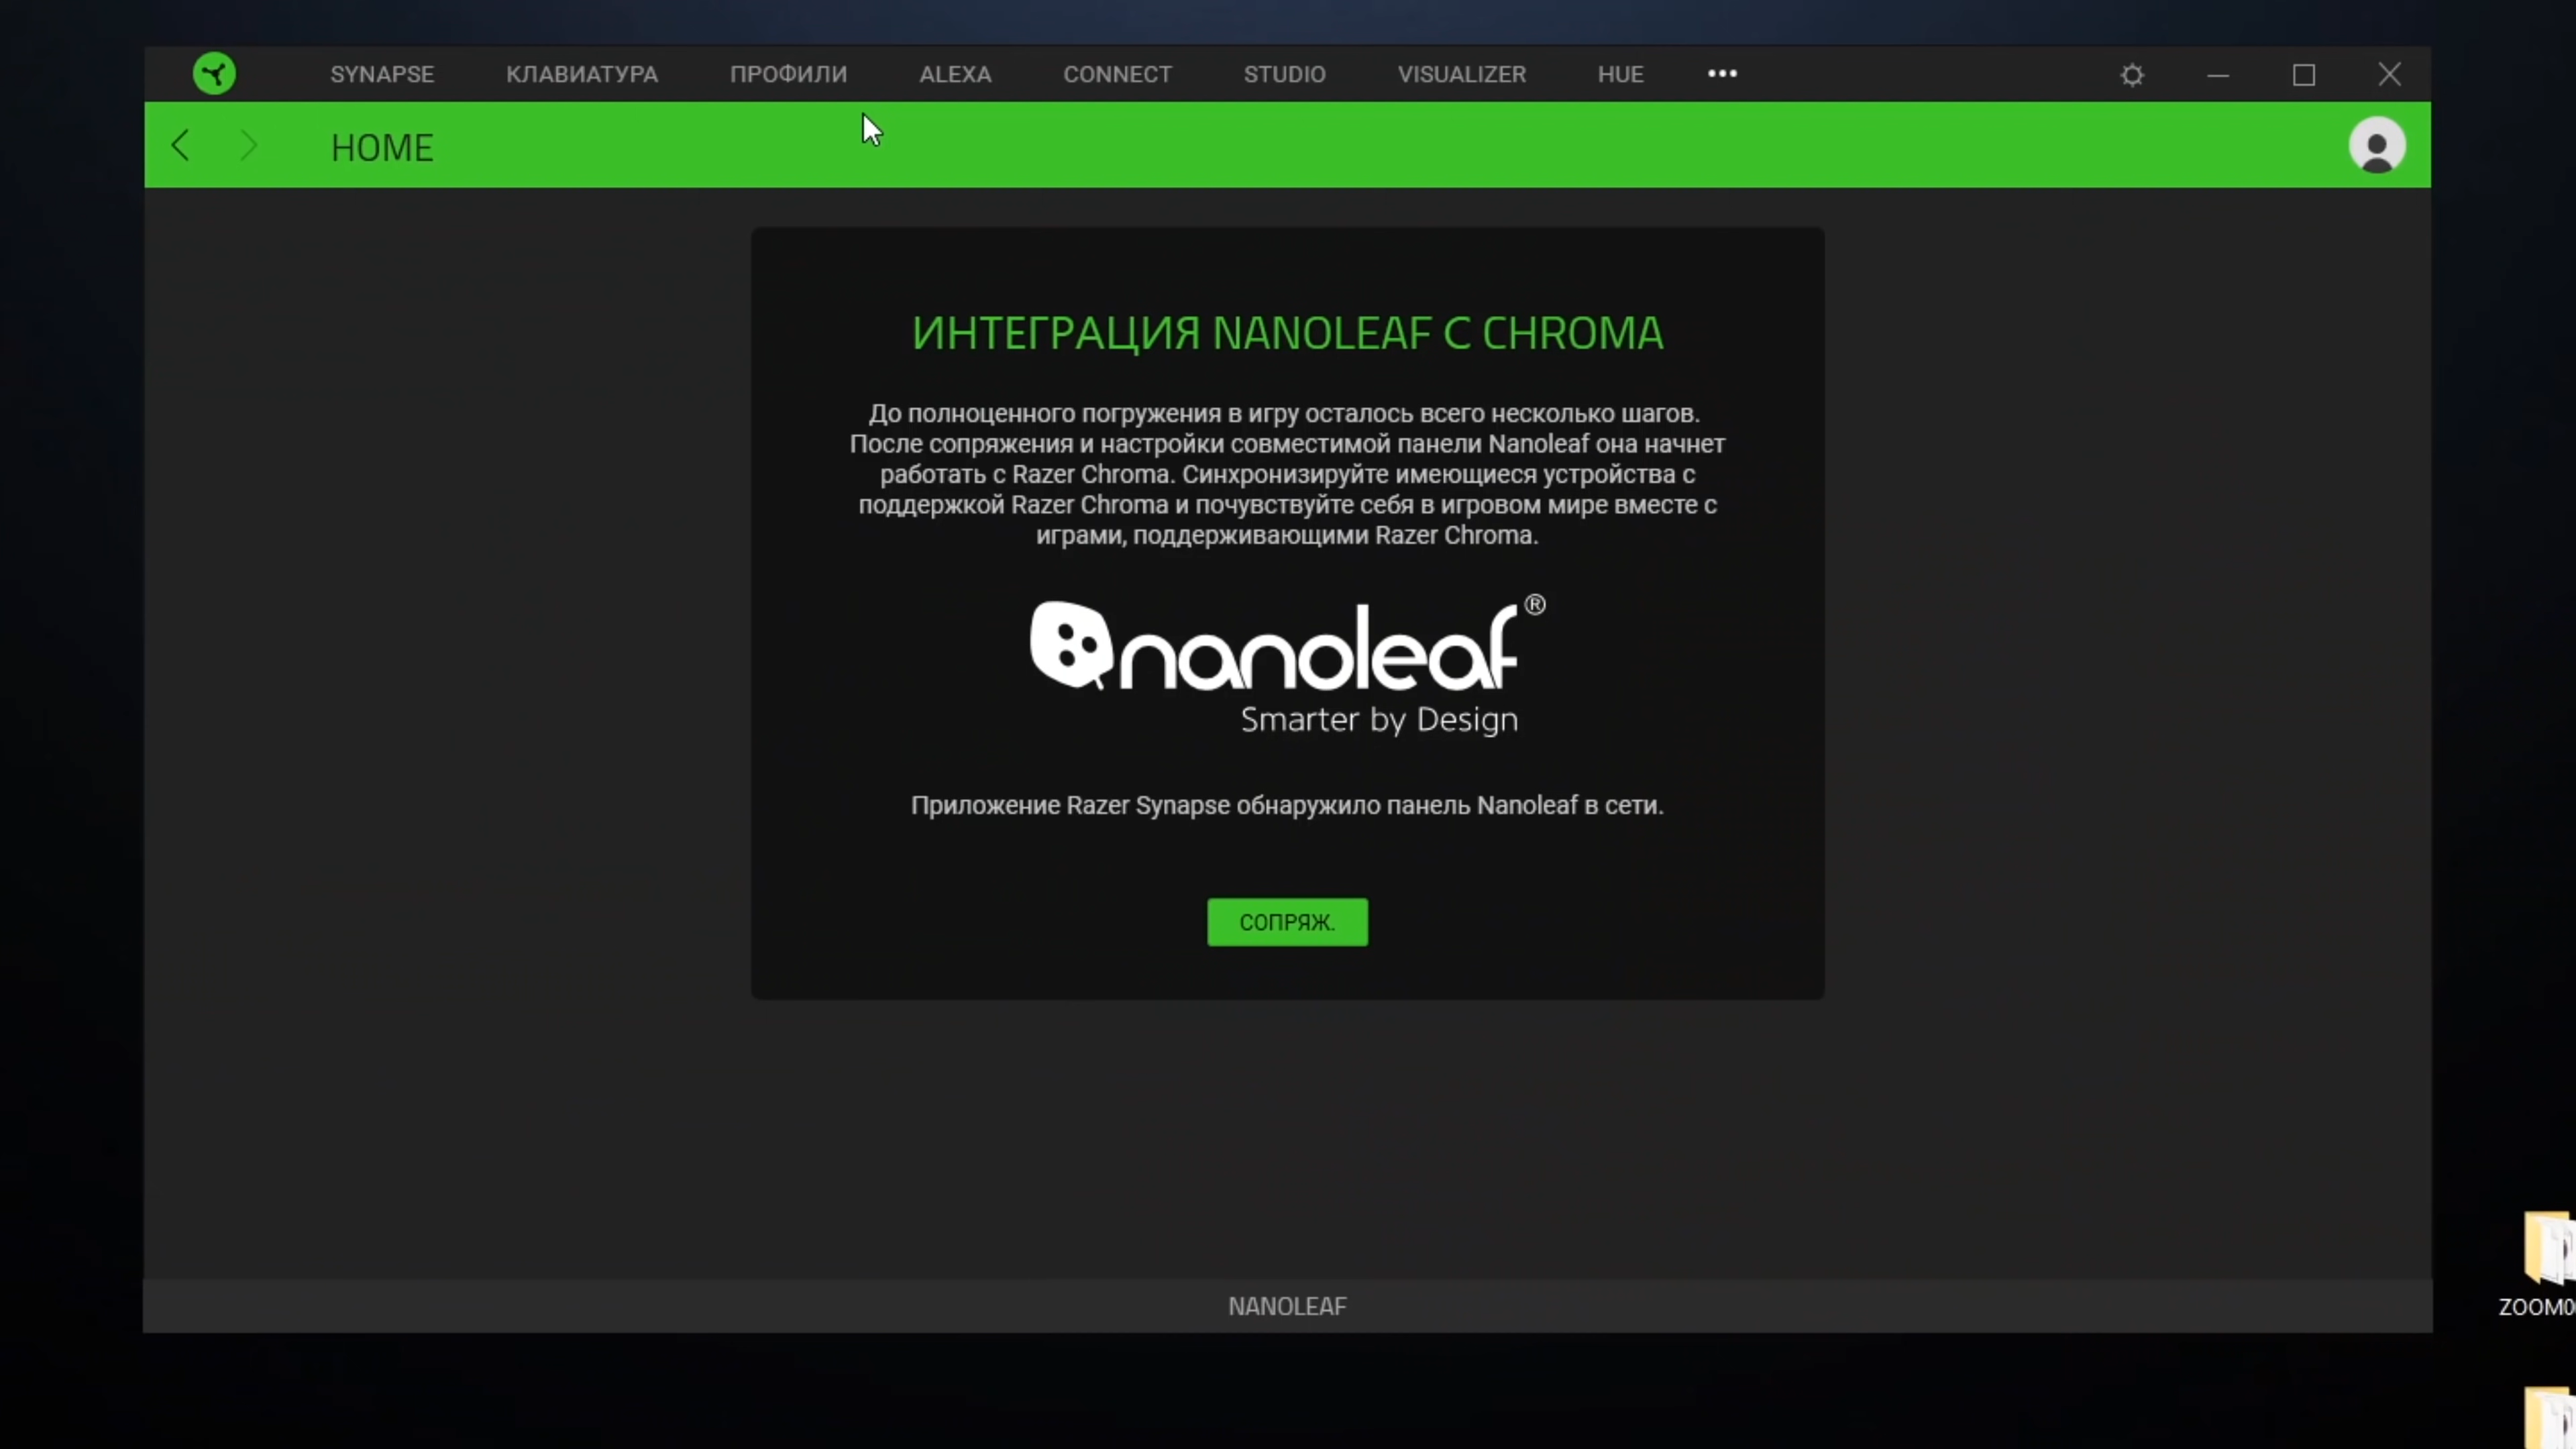 SYNAPSE КЛАВИАТУРА ПРОФИЛИ ALEXA CONNECT STUDIO VISUALIZER HUE •••
HOME
ИНТЕГРАЦИЯ NANOLEAF С CHROMA
До полноценного погружения в игру осталось всего несколько шагов.
После сопряжения и настройки совместимой панели Nanoleaf она начнет
работать с Razer Chroma. Синхронизируйте имеющиеся устройства с
поддержкой Razer Chroma и почувствуйте себя в игровом мире вместе с
играми, поддерживающими Razer Chroma.
nanoleaf®
Smarter by Design
Приложение Razer Synapse обнаружило панель Nanoleaf в сети.
СОПРЯЖ.
NANOLEAF
ZOOM0